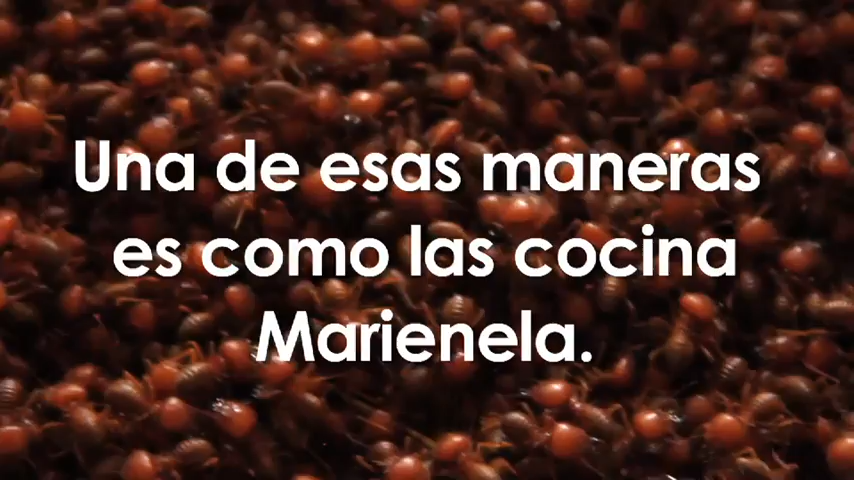 Una de esas maneras
es como las cocina
Marienela.